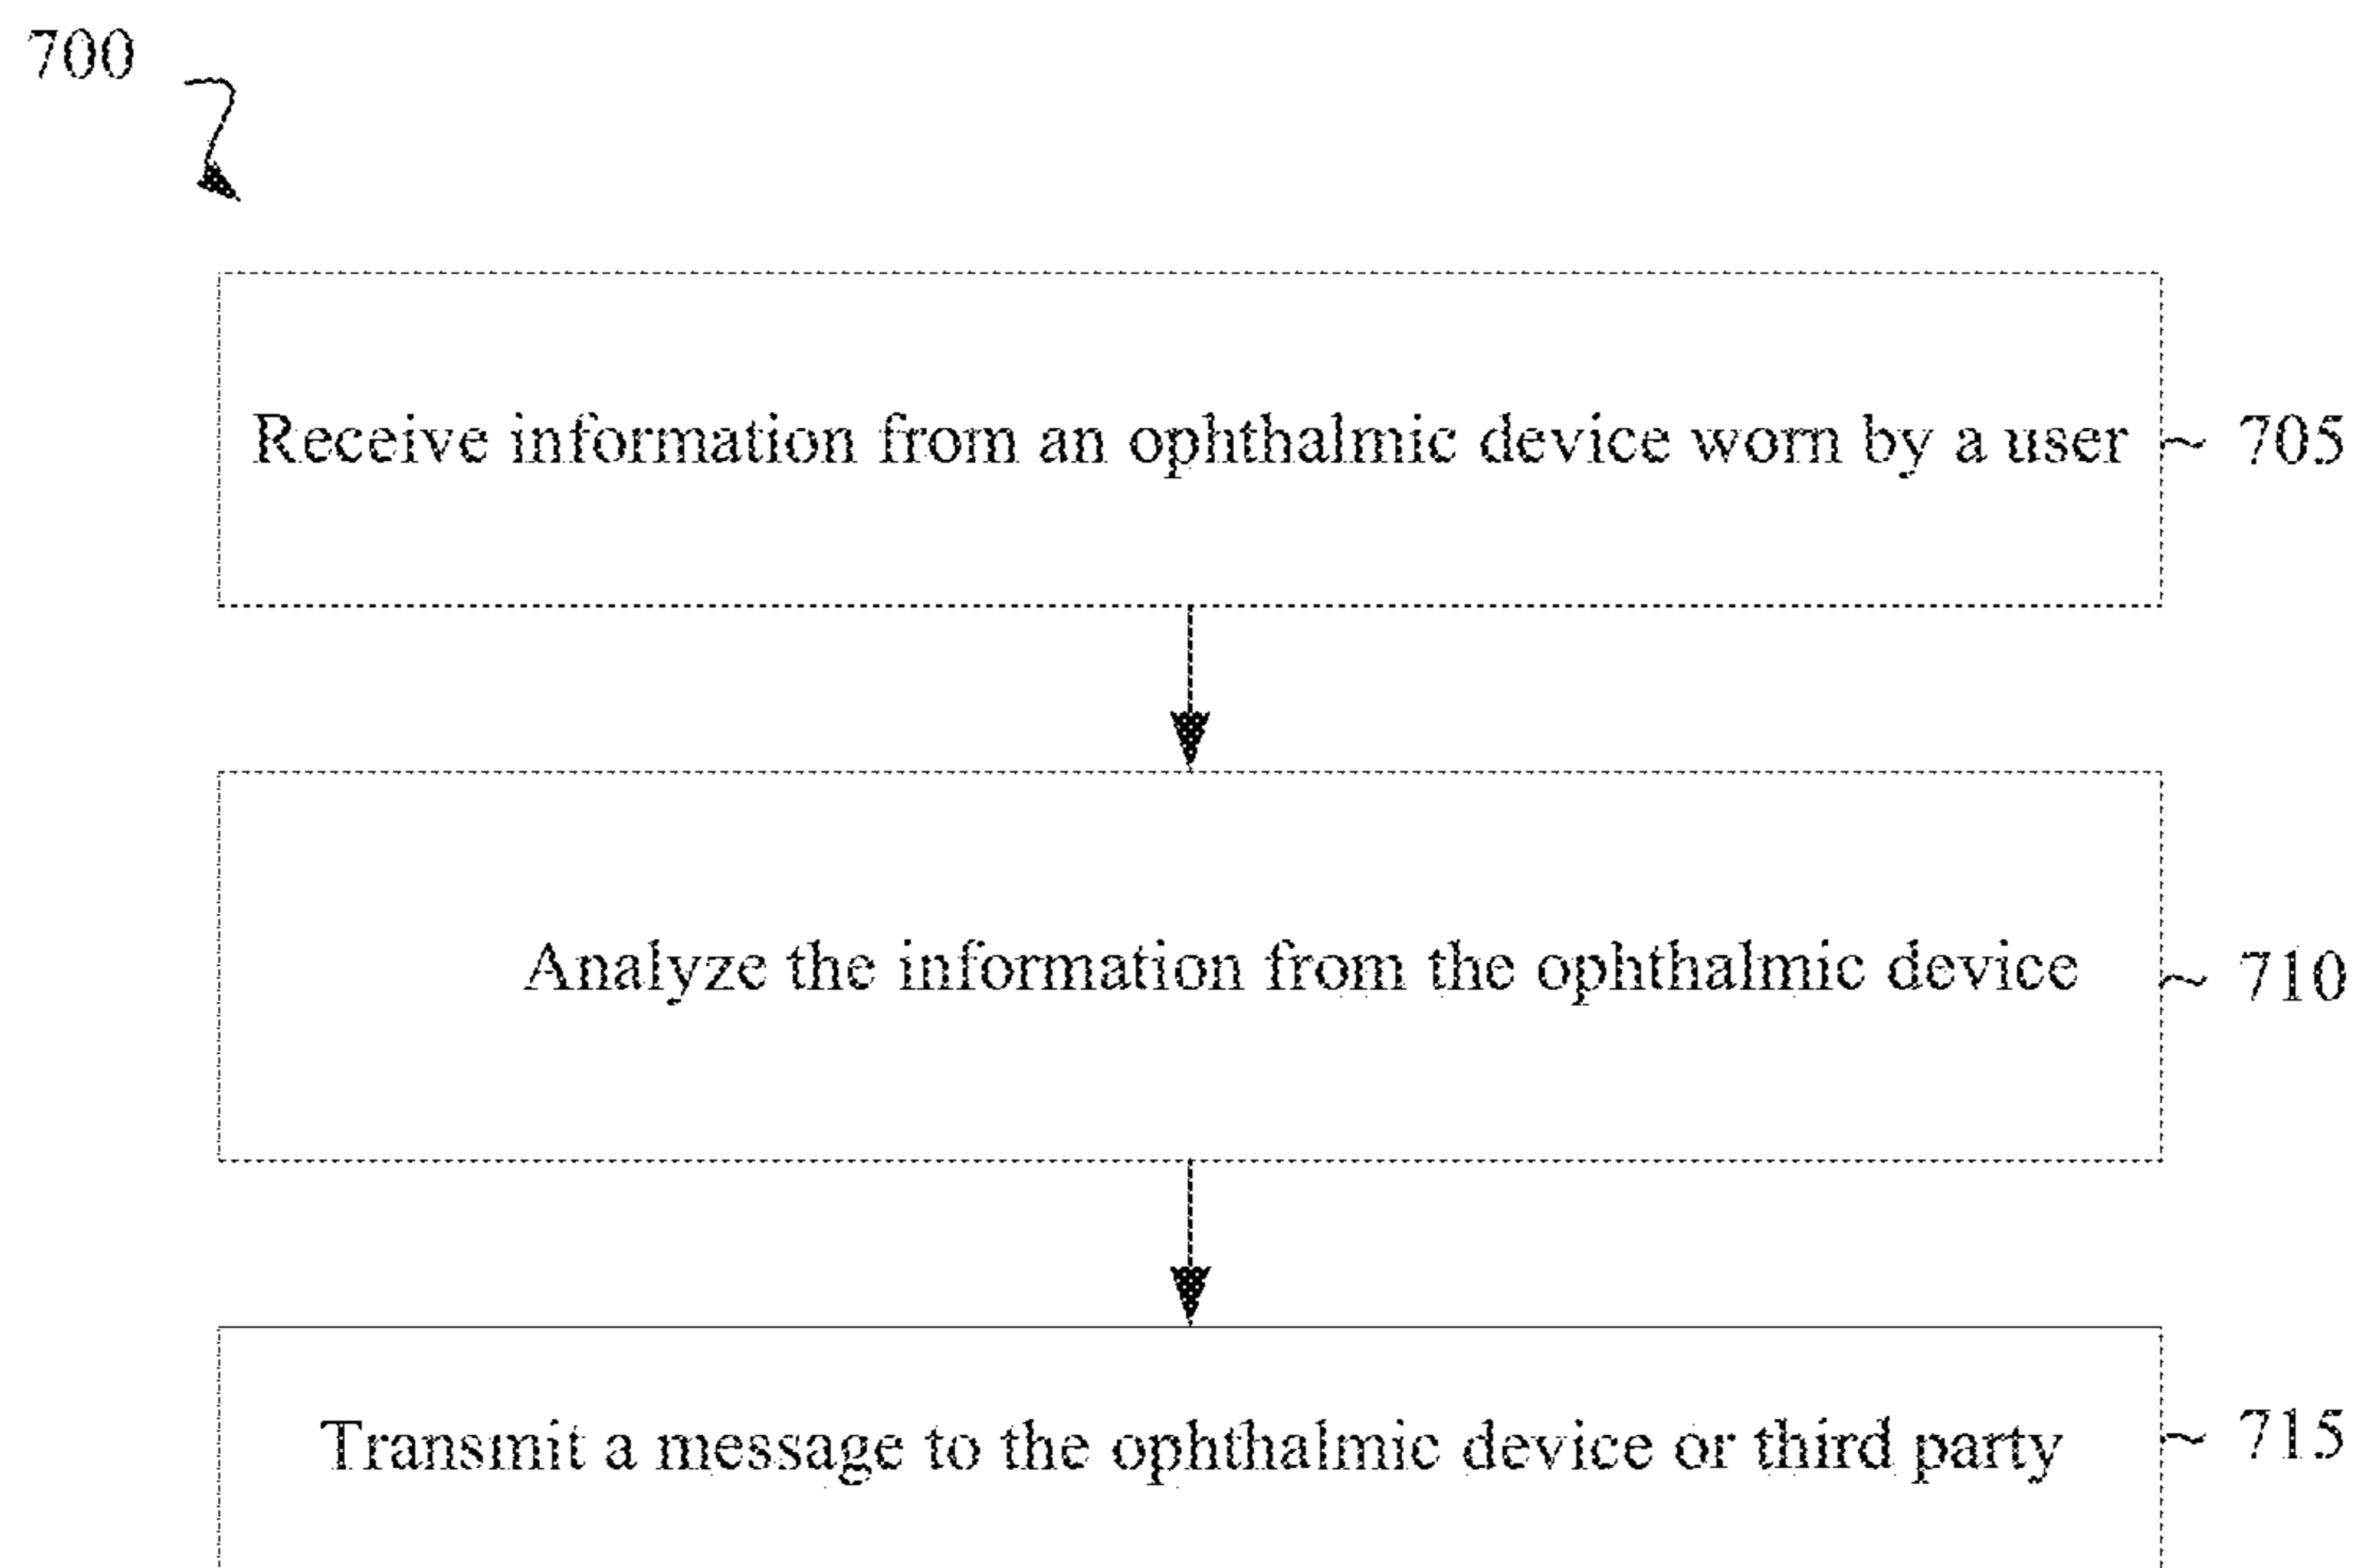 700
Receive information from an ophthalmic device worn by a user ~ 705
Analyze the information from the ophthalmic device ~ 710
Transmit a message to the ophthalmic device or third party ~ 715